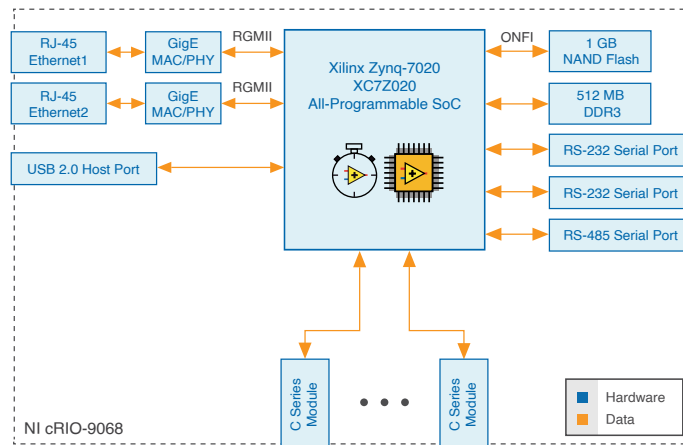 RJ-45
Ethernet1
GigE
MAC/PHY
RGMII
RJ-45
Ethernet2
GigE
MAC/PHY
RGMII
USB 2.0 Host Port
Xilinx Zynq-7020
XC7Z020
All-Programmable SoC
ONFI
1 GB
NAND Flash
512 MB
DDR3
RS-232 Serial Port
RS-232 Serial Port
RS-485 Serial Port
C Series
Module
C Series
Module
NI cRIO-9068
Hardware
Data